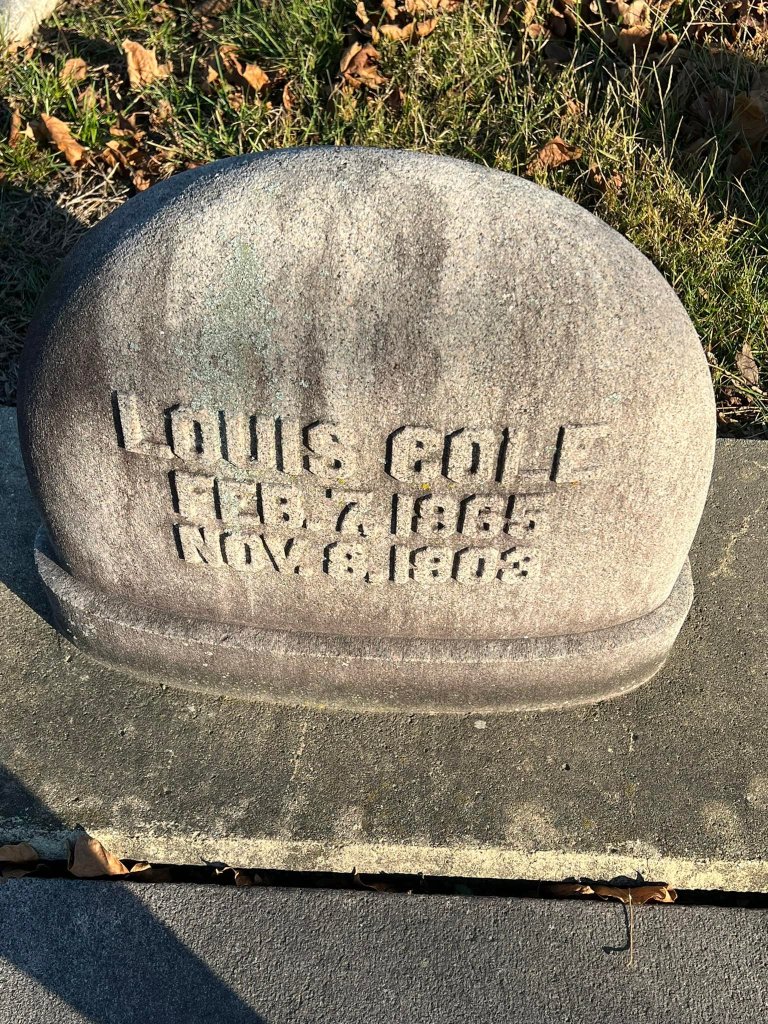 LOUIS COLE
FEB. 7, 1865
NOV. 8, 1903